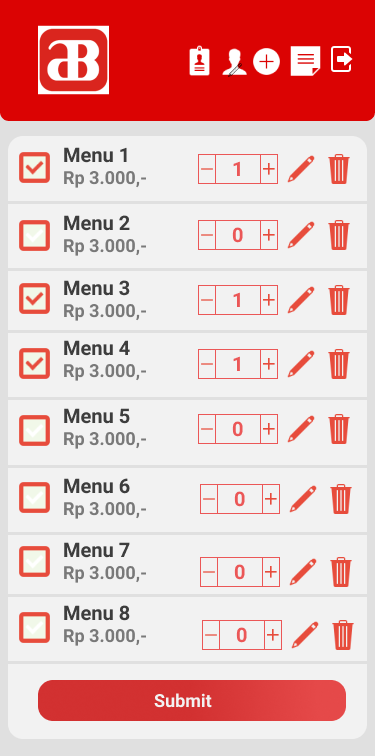 aB
Menu 1
Rp 3.000,-
1
Menu 2
Rp 3.000,-
0
Menu 3
Rp 3.000,-
1
Menu 4
Rp 3.000,-
1
Menu 5
Rp 3.000,-
0
Menu 6
Rp 3.000,-
0
Menu 7
Rp 3.000,-
0
Menu 8
Rp 3.000,-
0
Submit